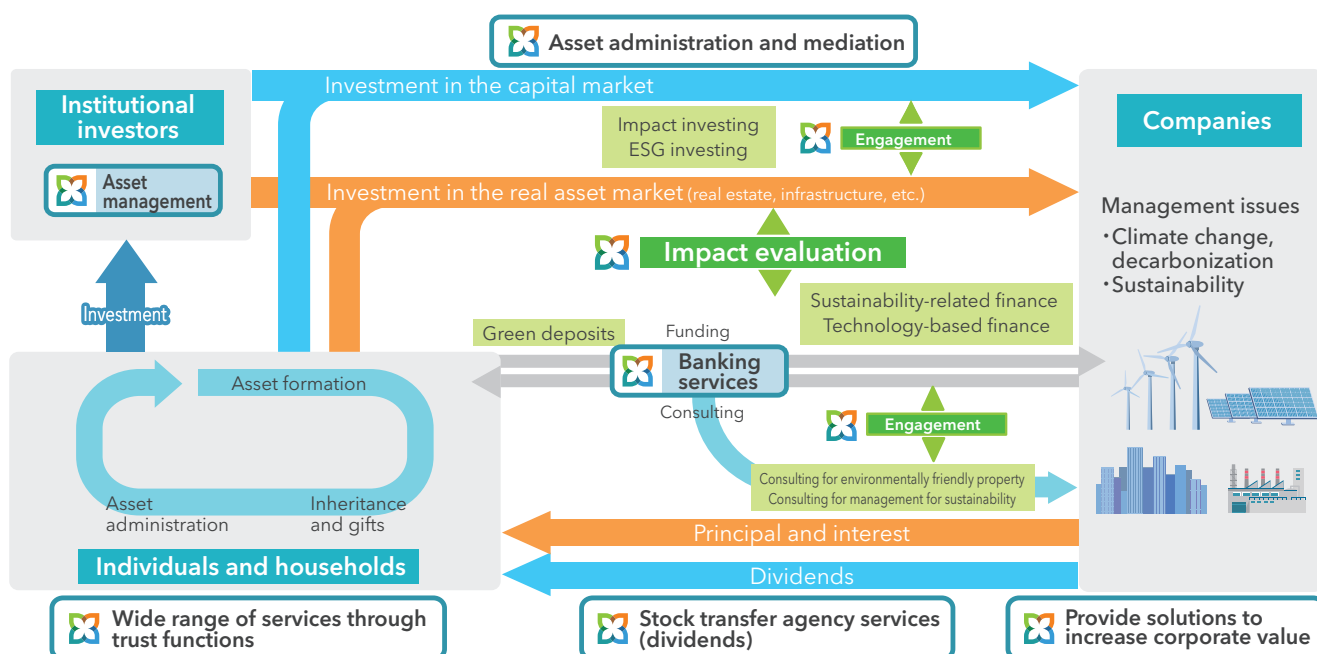 Asset administration and mediation
Investment in the capital market
Institutional
investors
Companies
Impact investing
ESG investing
Engagement
Asset
management
Investment in the real asset market (real estate, infrastructure, etc.)
Management issues
・Climate change,
decarbonization
・Sustainability
Impact evaluation
Investment
Sustainability-related finance
Technology-based finance
Green deposits
Funding
Banking
services
Asset formation
Consulting
Engagement
Consulting for environmentally friendly property
Consulting for management for sustainability
Asset
administration
Inheritance
and gifts
Principal and interest
Individuals and households
Dividends
Wide range of services through
trust functions
Stock transfer agency services
(dividends)
Provide solutions to
increase corporate value